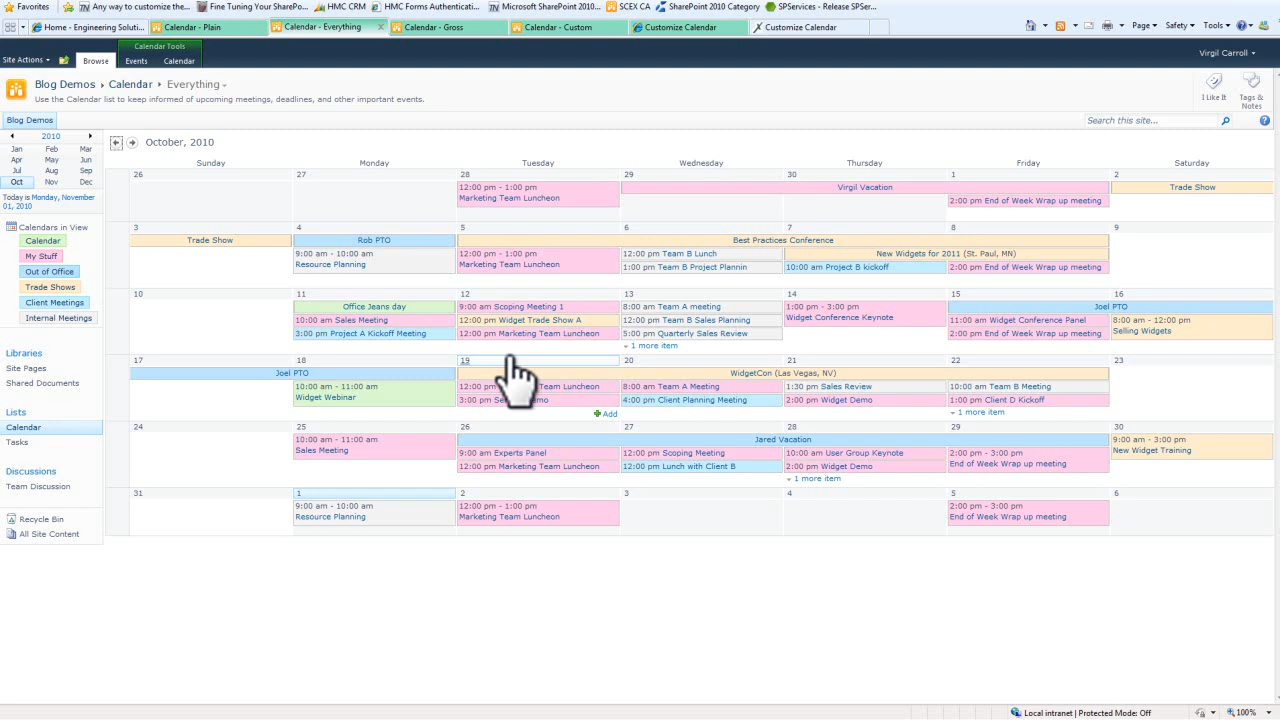 Favorites Any way to customize the... Fine Tuning Your SharePo... HMC CRM HMC Forms Authenticati... Microsoft SharePoint 2010... SCEX CA SharePoint 2010 Category SPServices - Release SPSer...
Home - Engineering Soluti... Calendar - Plain Calendar - Everything Calendar - Gross Calendar - Custom Customize Calendar Customize Calendar Page Safety Tools
Calendar Tools
Site Actions Browse Events Calendar Virgil Carroll
Blog Demos Calendar Everything
Use the Calendar list to keep informed of upcoming meetings, deadlines, and other important events.
I Like It Tags & Notes
Blog Demos Search this site...
2010
Jan Feb Mar
Apr May Jun
Jul Aug Sep
Oct Nov Dec
Today is Monday, November 01, 2010
Calendars in View
Calendar
My Stuff
Out of Office
Trade Shows
Client Meetings
Internal Meetings
Libraries
Site Pages
Shared Documents
Lists
Calendar
Tasks
Discussions
Team Discussion
Recycle Bin
All Site Content
October, 2010
Sunday Monday Tuesday Wednesday Thursday Friday Saturday
26 27 28 29 30 1 2
12:00 pm - 1:00 pm Virgil Vacation Trade Show
Marketing Team Luncheon 2:00 pm End of Week Wrap up meeting
3 4 5 6 7 8 9
Trade Show Rob PTO Best Practices Conference
9:00 am - 10:00 am 12:00 pm - 1:00 pm 12:00 pm Team B Lunch New Widgets for 2011 (St. Paul, MN)
Resource Planning Marketing Team Luncheon 1:00 pm Team B Project Plannin 10:00 am Project B kickoff 2:00 pm End of Week Wrap up meeting
10 11 12 13 14 15 16
Office Jeans day 9:00 am Scoping Meeting 1 8:00 am Team A meeting 1:00 pm - 3:00 pm Joel PTO
10:00 am Sales Meeting 12:00 pm Widget Trade Show A 12:00 pm Team B Sales Planning Widget Conference Keynote 11:00 am Widget Conference Panel 8:00 am - 12:00 pm
3:00 pm Project A Kickoff Meeting 12:00 pm Marketing Team Luncheon 5:00 pm Quarterly Sales Review 2:00 pm End of Week Wrap up meeting Selling Widgets
1 more item
17 18 19 20 21 22 23
Joel PTO WidgetCon (Las Vegas, NV)
10:00 am - 11:00 am 12:00 pm Team Luncheon 8:00 am Team A Meeting 1:30 pm Sales Review 10:00 am Team B Meeting
Widget Webinar 3:00 pm 4:00 pm Client Planning Meeting 2:00 pm Widget Demo 1:00 pm Client D Kickoff
Add 1 more item
24 25 26 27 28 29 30
10:00 am - 11:00 am Jared Vacation 9:00 am - 3:00 pm
Sales Meeting 9:00 am Experts Panel 12:00 pm Scoping Meeting 10:00 am User Group Keynote 2:00 pm - 3:00 pm New Widget Training
12:00 pm Marketing Team Luncheon 12:00 pm Lunch with Client B 2:00 pm Widget Demo End of Week Wrap up meeting
1 more item
31 1 2 3 4 5 6
9:00 am - 10:00 am 12:00 pm - 1:00 pm 2:00 pm - 3:00 pm
Resource Planning Marketing Team Luncheon End of Week Wrap up meeting
Local intranet | Protected Mode: Off 100%